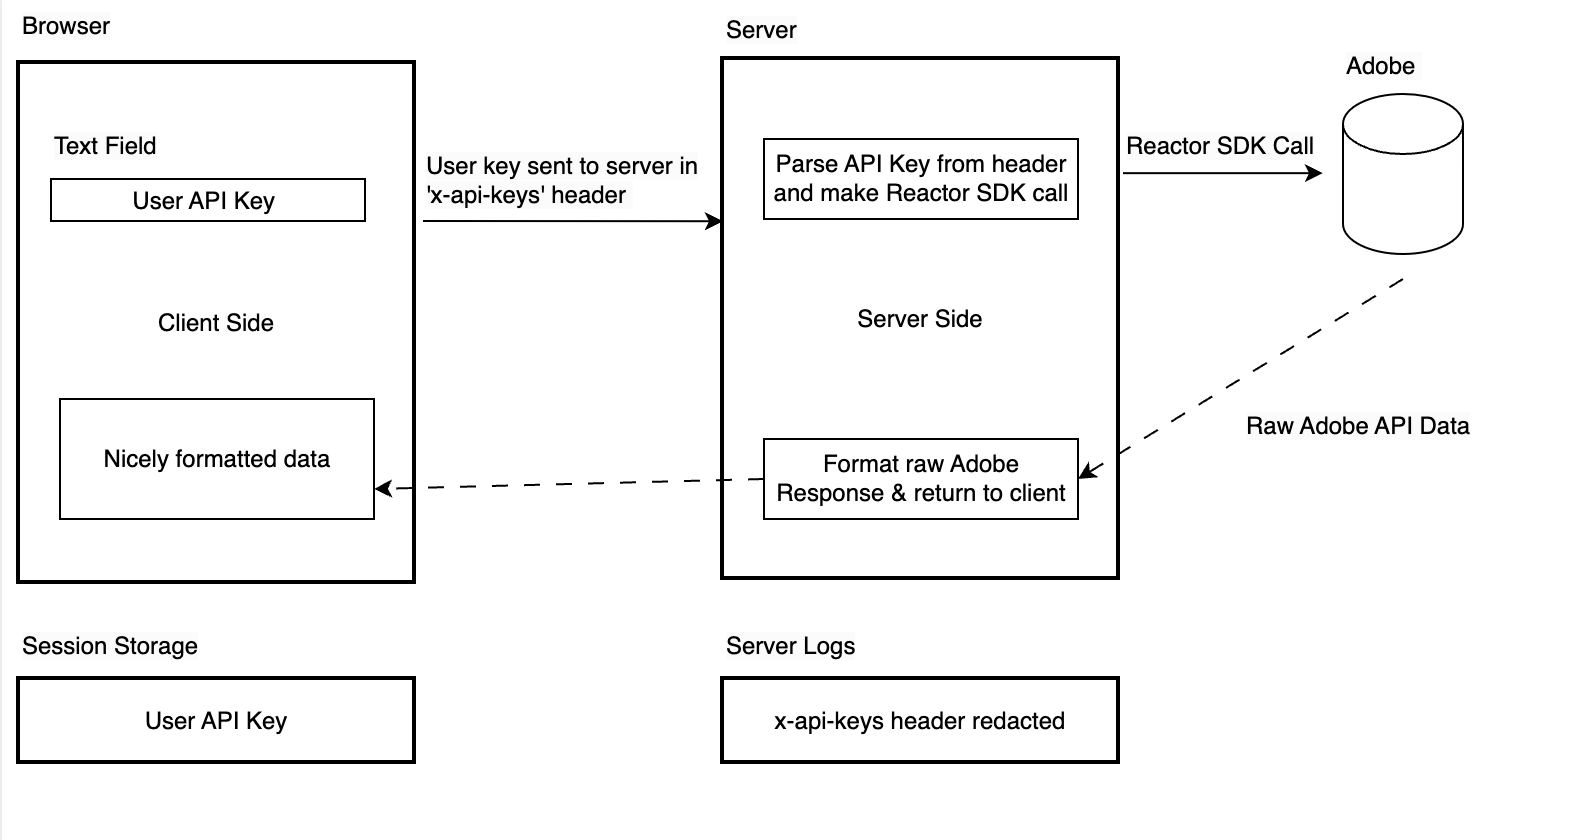 Browser
Server
Adobe
Text Field
User API Key
User key sent to server in
'x-api-keys' header
Parse API Key from header
and make Reactor SDK call
Reactor SDK Call
Client Side
Server Side
Raw Adobe API Data
Nicely formatted data
Format raw Adobe
Response & return to client
Session Storage
User API Key
Server Logs
x-api-keys header redacted